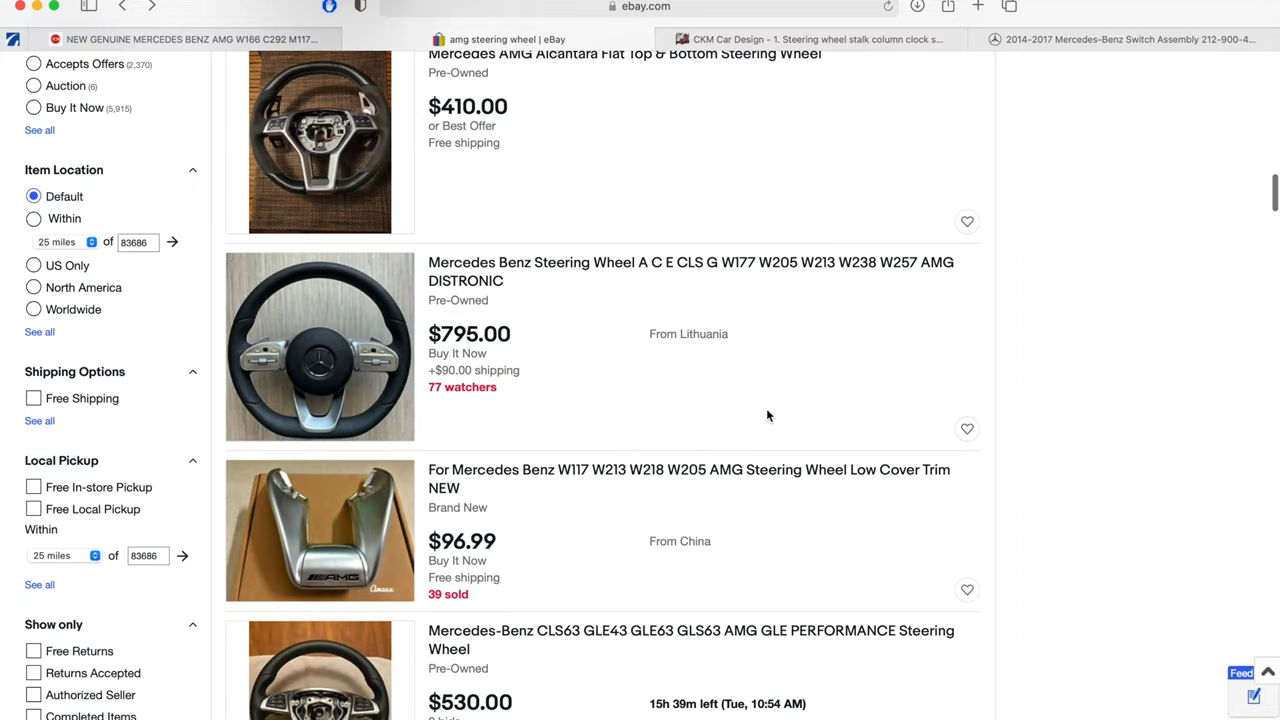 ebay.com
NEW GENUINE MERCEDES BENZ AMG W166 C292 M117...
amg steering wheel | eBay
CKM Car Design - 1. Steering wheel stalk column clock s...
2014-2017 Mercedes-Benz Switch Assembly 212-900-4...
Accepts Offers (2,370)
Auction (6)
Buy It Now (5,915)
See all
Item Location
Default
Within
25 miles of 83686
US Only
North America
Worldwide
See all
Shipping Options
Free Shipping
See all
Local Pickup
Free In-store Pickup
Free Local Pickup
Within
25 miles of 83686
See all
Show only
Free Returns
Returns Accepted
Authorized Seller
Completed Items
Mercedes AMG Alcantara Flat Top & Bottom Steering Wheel
Pre-Owned
$410.00
or Best Offer
Free shipping
Mercedes Benz Steering Wheel A C E CLS G W177 W205 W213 W238 W257 AMG
DISTRONIC
Pre-Owned
$795.00
From Lithuania
Buy It Now
+$90.00 shipping
77 watchers
For Mercedes Benz W117 W213 W218 W205 AMG Steering Wheel Low Cover Trim
NEW
Brand New
$96.99
From China
Buy It Now
Free shipping
39 sold
AMG
Mercedes-Benz CLS63 GLE43 GLE63 GLS63 AMG GLE PERFORMANCE Steering
Wheel
Pre-Owned
$530.00
15h 39m left (Tue, 10:54 AM)
Feed